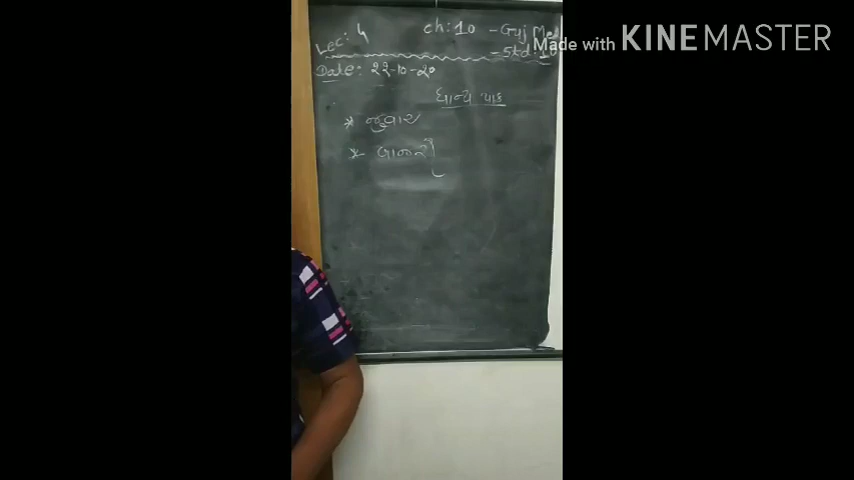 Lec: 4 ch: 10 - Guj Med
- Std. 10
Made with KINEMASTER
Date: 22-10-20
ધાન્ય પાક
* જુવાર
* બાજરી